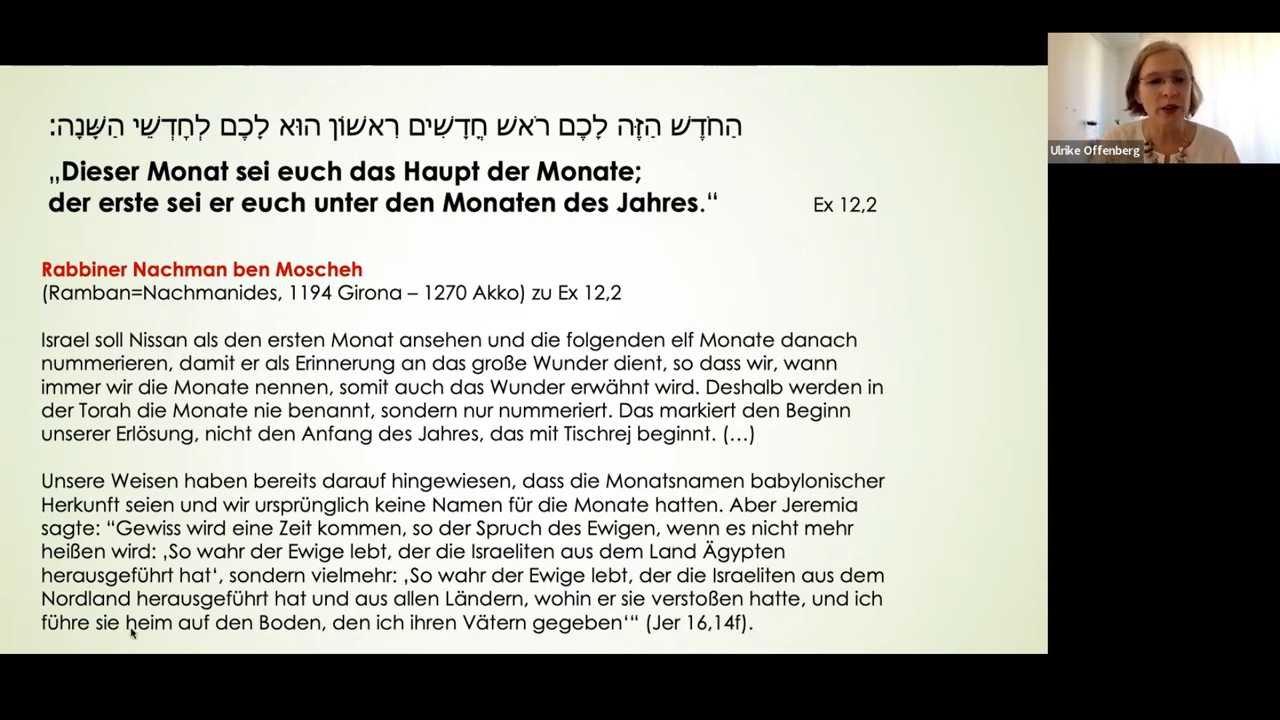 הַחֹדֶשׁ הַזֶּה לָכֶם רֹאשׁ חֳדָשִׁים רִאשׁוֹן הוּא לָכֶם לְחָדְשֵׁי הַשָּׁנָה׃
„Dieser Monat sei euch das Haupt der Monate;
der erste sei er euch unter den Monaten des Jahres.“ Ex 12,2
Rabbiner Nachman ben Moscheh
(Ramban=Nachmanides, 1194 Girona – 1270 Akko) zu Ex 12,2
Israel soll Nissan als den ersten Monat ansehen und die folgenden elf Monate danach
nummerieren, damit er als Erinnerung an das große Wunder dient, so dass wir, wann
immer wir die Monate nennen, somit auch das Wunder erwähnt wird. Deshalb werden in
der Torah die Monate nie benannt, sondern nur nummeriert. Das markiert den Beginn
unserer Erlösung, nicht den Anfang des Jahres, das mit Tischrej beginnt. (…)
Unsere Weisen haben bereits darauf hingewiesen, dass die Monatsnamen babylonischer
Herkunft seien und wir ursprünglich keine Namen für die Monate hatten. Aber Jeremia
sagte: “Gewiss wird eine Zeit kommen, so der Spruch des Ewigen, wenn es nicht mehr
heißen wird: ‚So wahr der Ewige lebt, der die Israeliten aus dem Land Ägypten
herausgeführt hat‘, sondern vielmehr: ‚So wahr der Ewige lebt, der die Israeliten aus dem
Nordland herausgeführt hat und aus allen Ländern, wohin er sie verstoßen hatte, und ich
führe sie heim auf den Boden, den ich ihren Vätern gegeben‘“ (Jer 16,14f).
Ulrike Offenberg